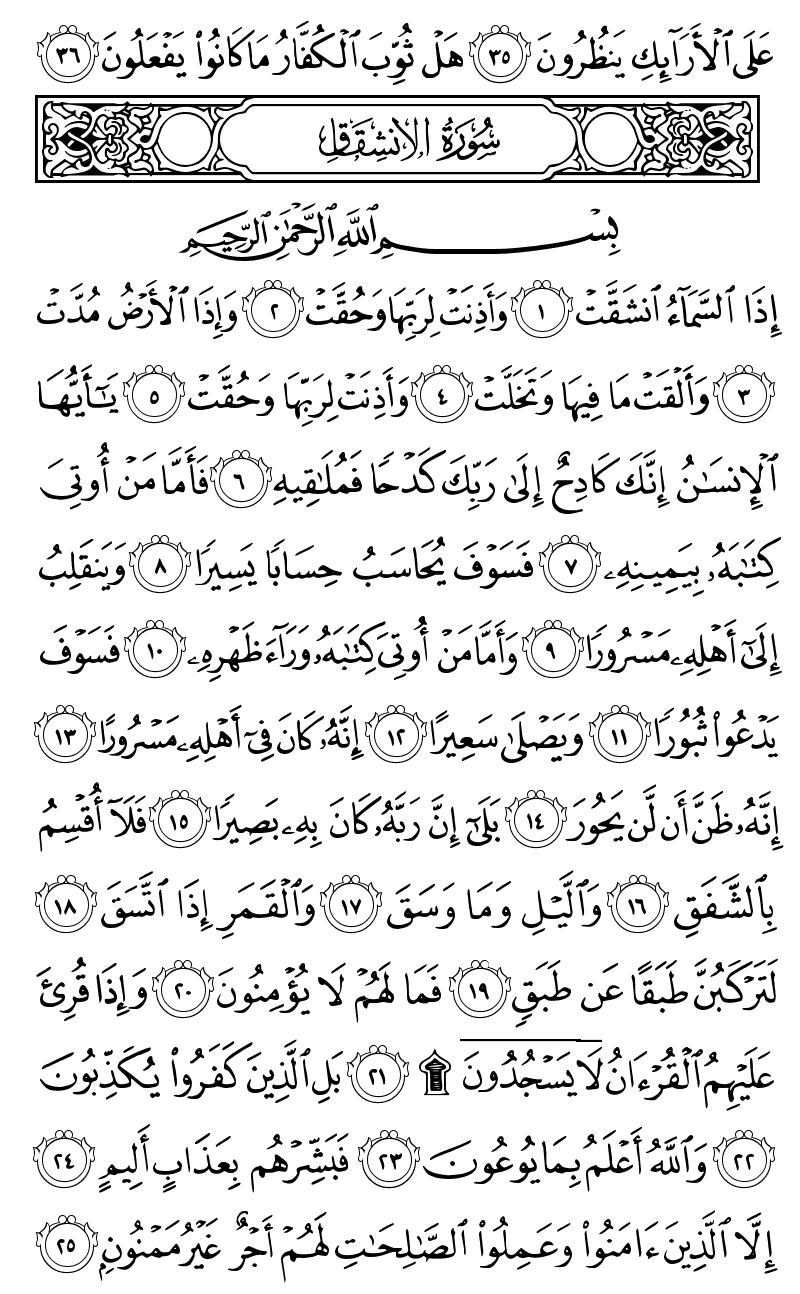 عَلَى ٱلْأَرَآئِكِ يَنظُرُونَ ٣٥ هَلْ ثُوِّبَ ٱلْكُفَّارُ مَا كَانُوا۟ يَفْعَلُونَ ٣٦
سُورَةُ الانشِقَاقِ
بِسْمِ ٱللَّهِ ٱلرَّحْمَٰنِ ٱلرَّحِيمِ
إِذَا ٱلسَّمَآءُ ٱنشَقَّتْ ١ وَأَذِنَتْ لِرَبِّهَا وَحُقَّتْ ٢ وَإِذَا ٱلْأَرْضُ مُدَّتْ
٣ وَأَلْقَتْ مَا فِيهَا وَتَخَلَّتْ ٤ وَأَذِنَتْ لِرَبِّهَا وَحُقَّتْ ٥ يَـٰٓأَيُّهَا
ٱلْإِنسَـٰنُ إِنَّكَ كَادِحٌ إِلَىٰ رَبِّكَ كَدْحًا فَمُلَـٰقِيهِ ٦ فَأَمَّا مَنْ أُوتِىَ
كِتَـٰبَهُۥ بِيَمِينِهِۦ ٧ فَسَوْفَ يُحَاسَبُ حِسَابًا يَسِيرًا ٨ وَيَنقَلِبُ
إِلَىٰٓ أَهْلِهِۦ مَسْرُورًا ٩ وَأَمَّا مَنْ أُوتِىَ كِتَـٰبَهُۥ وَرَآءَ ظَهْرِهِۦ ١٠ فَسَوْفَ
يَدْعُوا۟ ثُبُورًا ١١ وَيَصْلَىٰ سَعِيرًا ١٢ إِنَّهُۥ كَانَ فِىٓ أَهْلِهِۦ مَسْرُورًا ١٣
إِنَّهُۥ ظَنَّ أَن لَّن يَحُورَ ١٤ بَلَىٰٓ إِنَّ رَبَّهُۥ كَانَ بِهِۦ بَصِيرًا ١٥ فَلَآ أُقْسِمُ
بِٱلشَّفَقِ ١٦ وَٱلَّيْلِ وَمَا وَسَقَ ١٧ وَٱلْقَمَرِ إِذَا ٱتَّسَقَ ١٨
لَتَرْكَبُنَّ طَبَقًا عَن طَبَقٍ ١٩ فَمَا لَهُمْ لَا يُؤْمِنُونَ ٢٠ وَإِذَا قُرِئَ
عَلَيْهِمُ ٱلْقُرْءَانُ لَا يَسْجُدُونَ ۩ ٢١ بَلِ ٱلَّذِينَ كَفَرُوا۟ يُكَذِّبُونَ
٢٢ وَٱللَّهُ أَعْلَمُ بِمَا يُوعُونَ ٢٣ فَبَشِّرْهُم بِعَذَابٍ أَلِيمٍ ٢٤
إِلَّا ٱلَّذِينَ ءَامَنُوا۟ وَعَمِلُوا۟ ٱلصَّـٰلِحَـٰتِ لَهُمْ أَجْرٌ غَيْرُ مَمْنُونٍۭ ٢٥